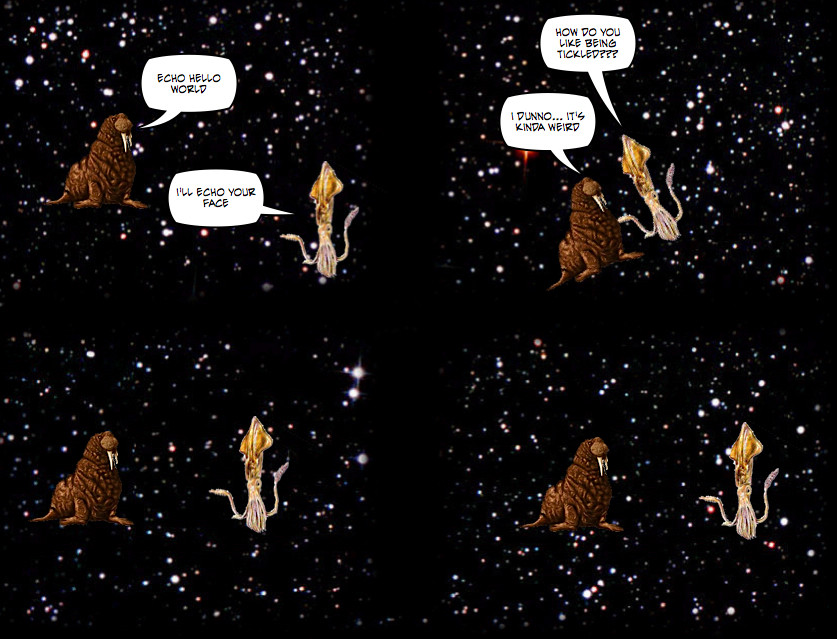 ECHO HELLO
WORLD
I'LL ECHO YOUR
FACE
HOW DO YOU
LIKE BEING
TICKLED???
I DUNNO... IT'S
KINDA WEIRD